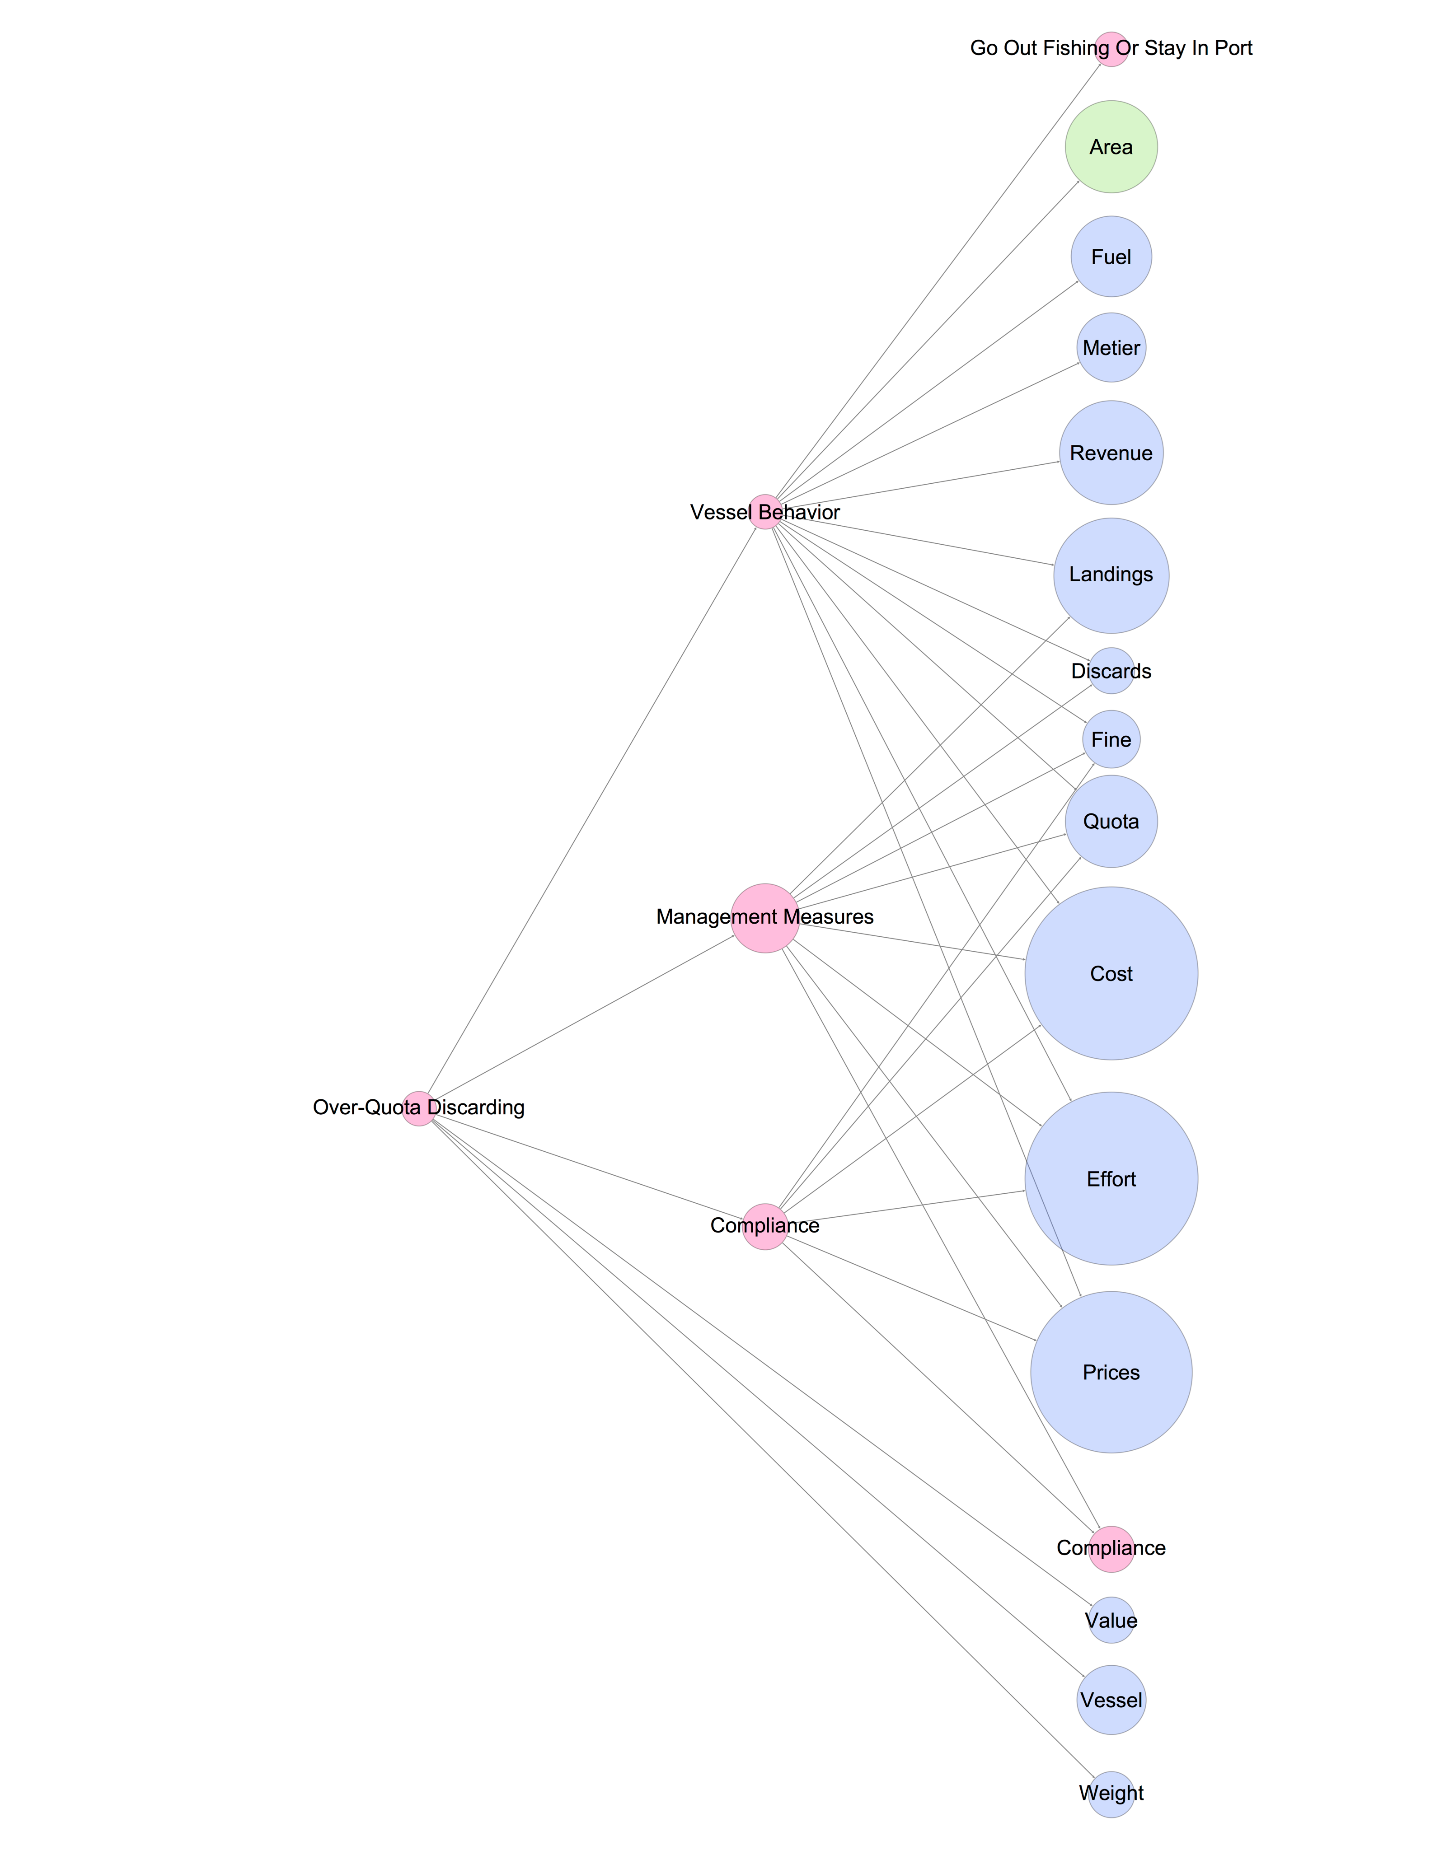 Go Out Fishing Or Stay In Port
Area
Fuel
Metier
Revenue
Vessel Behavior
Landings
Discards
Fine
Quota
Management Measures
Cost
Over-Quota Discarding
Effort
Compliance
Prices
Compliance
Value
Vessel
Weight